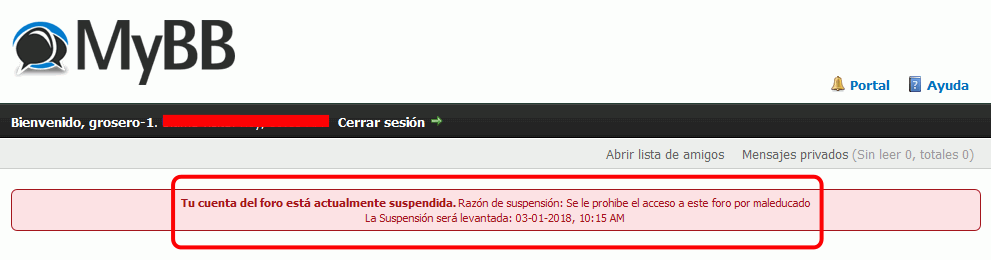 MyBB
Portal Ayuda
Bienvenido, grosero-1. Cerrar sesión
Abrir lista de amigos Mensajes privados (Sin leer 0, totales 0)
Tu cuenta del foro está actualmente suspendida. Razón de suspensión: Se le prohibe el acceso a este foro por maleducado
La Suspensión será levantada: 03-01-2018, 10:15 AM